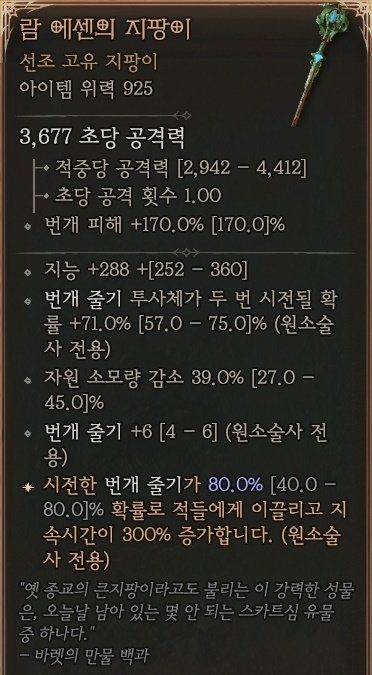 람 에센의 지팡이
선조 고유 지팡이
아이템 위력 925
3,677 초당 공격력
적중당 공격력 [2,942 - 4,412]
초당 공격 횟수 1.00
번개 피해 +170.0% [170.0]%
지능 +288 +[252 - 360]
번개 줄기 투사체가 두 번 시전될 확
률 +71.0% [57.0 - 75.0]% (원소술
사 전용)
자원 소모량 감소 39.0% [27.0 -
45.0]%
번개 줄기 +6 [4 - 6] (원소술사 전
용)
시전한 번개 줄기가 80.0% [40.0 -
80.0]% 확률로 적들에게 이끌리고 지
속시간이 300% 증가합니다. (원소술
사 전용)
"옛 종교의 큰지팡이라고도 불리는 이 강력한 성물
은, 오늘날 남아 있는 몇 안 되는 스카트심 유물
중 하나다."
- 바렛의 만물 백과